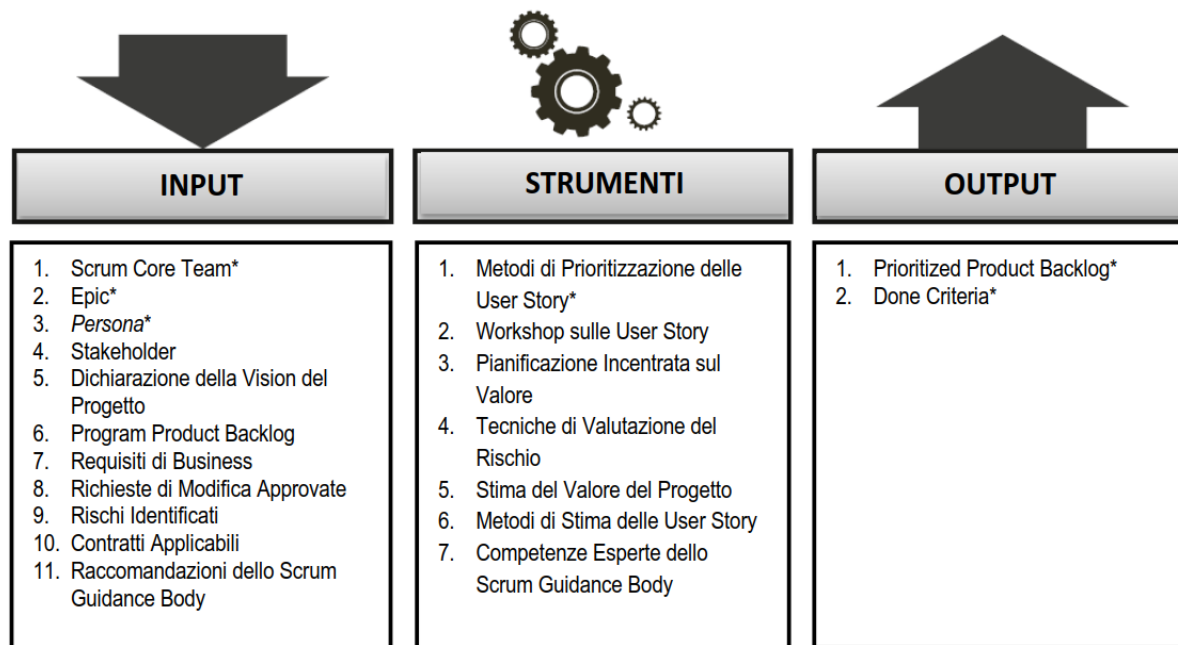 INPUT
1. Scrum Core Team*
2. Epic*
3. Persona*
4. Stakeholder
5. Dichiarazione della Vision del
Progetto
6. Program Product Backlog
7. Requisiti di Business
8. Richieste di Modifica Approvate
9. Rischi Identificati
10. Contratti Applicabili
11. Raccomandazioni dello Scrum
Guidance Body
STRUMENTI
1. Metodi di Prioritizzazione delle
User Story*
2. Workshop sulle User Story
3. Pianificazione Incentrata sul
Valore
4. Tecniche di Valutazione del
Rischio
5. Stima del Valore del Progetto
6. Metodi di Stima delle User Story
7. Competenze Esperte dello
Scrum Guidance Body
OUTPUT
1. Prioritized Product Backlog*
2. Done Criteria*